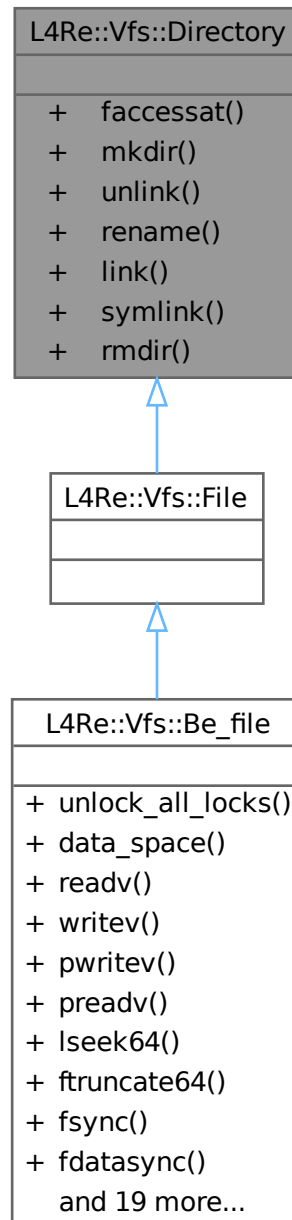 L4Re::Vfs::Directory
+ faccessat()
+ mkdir()
+ unlink()
+ rename()
+ link()
+ symlink()
+ rmdir()
L4Re::Vfs::File
L4Re::Vfs::Be_file
+ unlock_all_locks()
+ data_space()
+ readv()
+ writev()
+ pwritev()
+ preadv()
+ lseek64()
+ ftruncate64()
+ fsync()
+ fdatasync()
and 19 more...